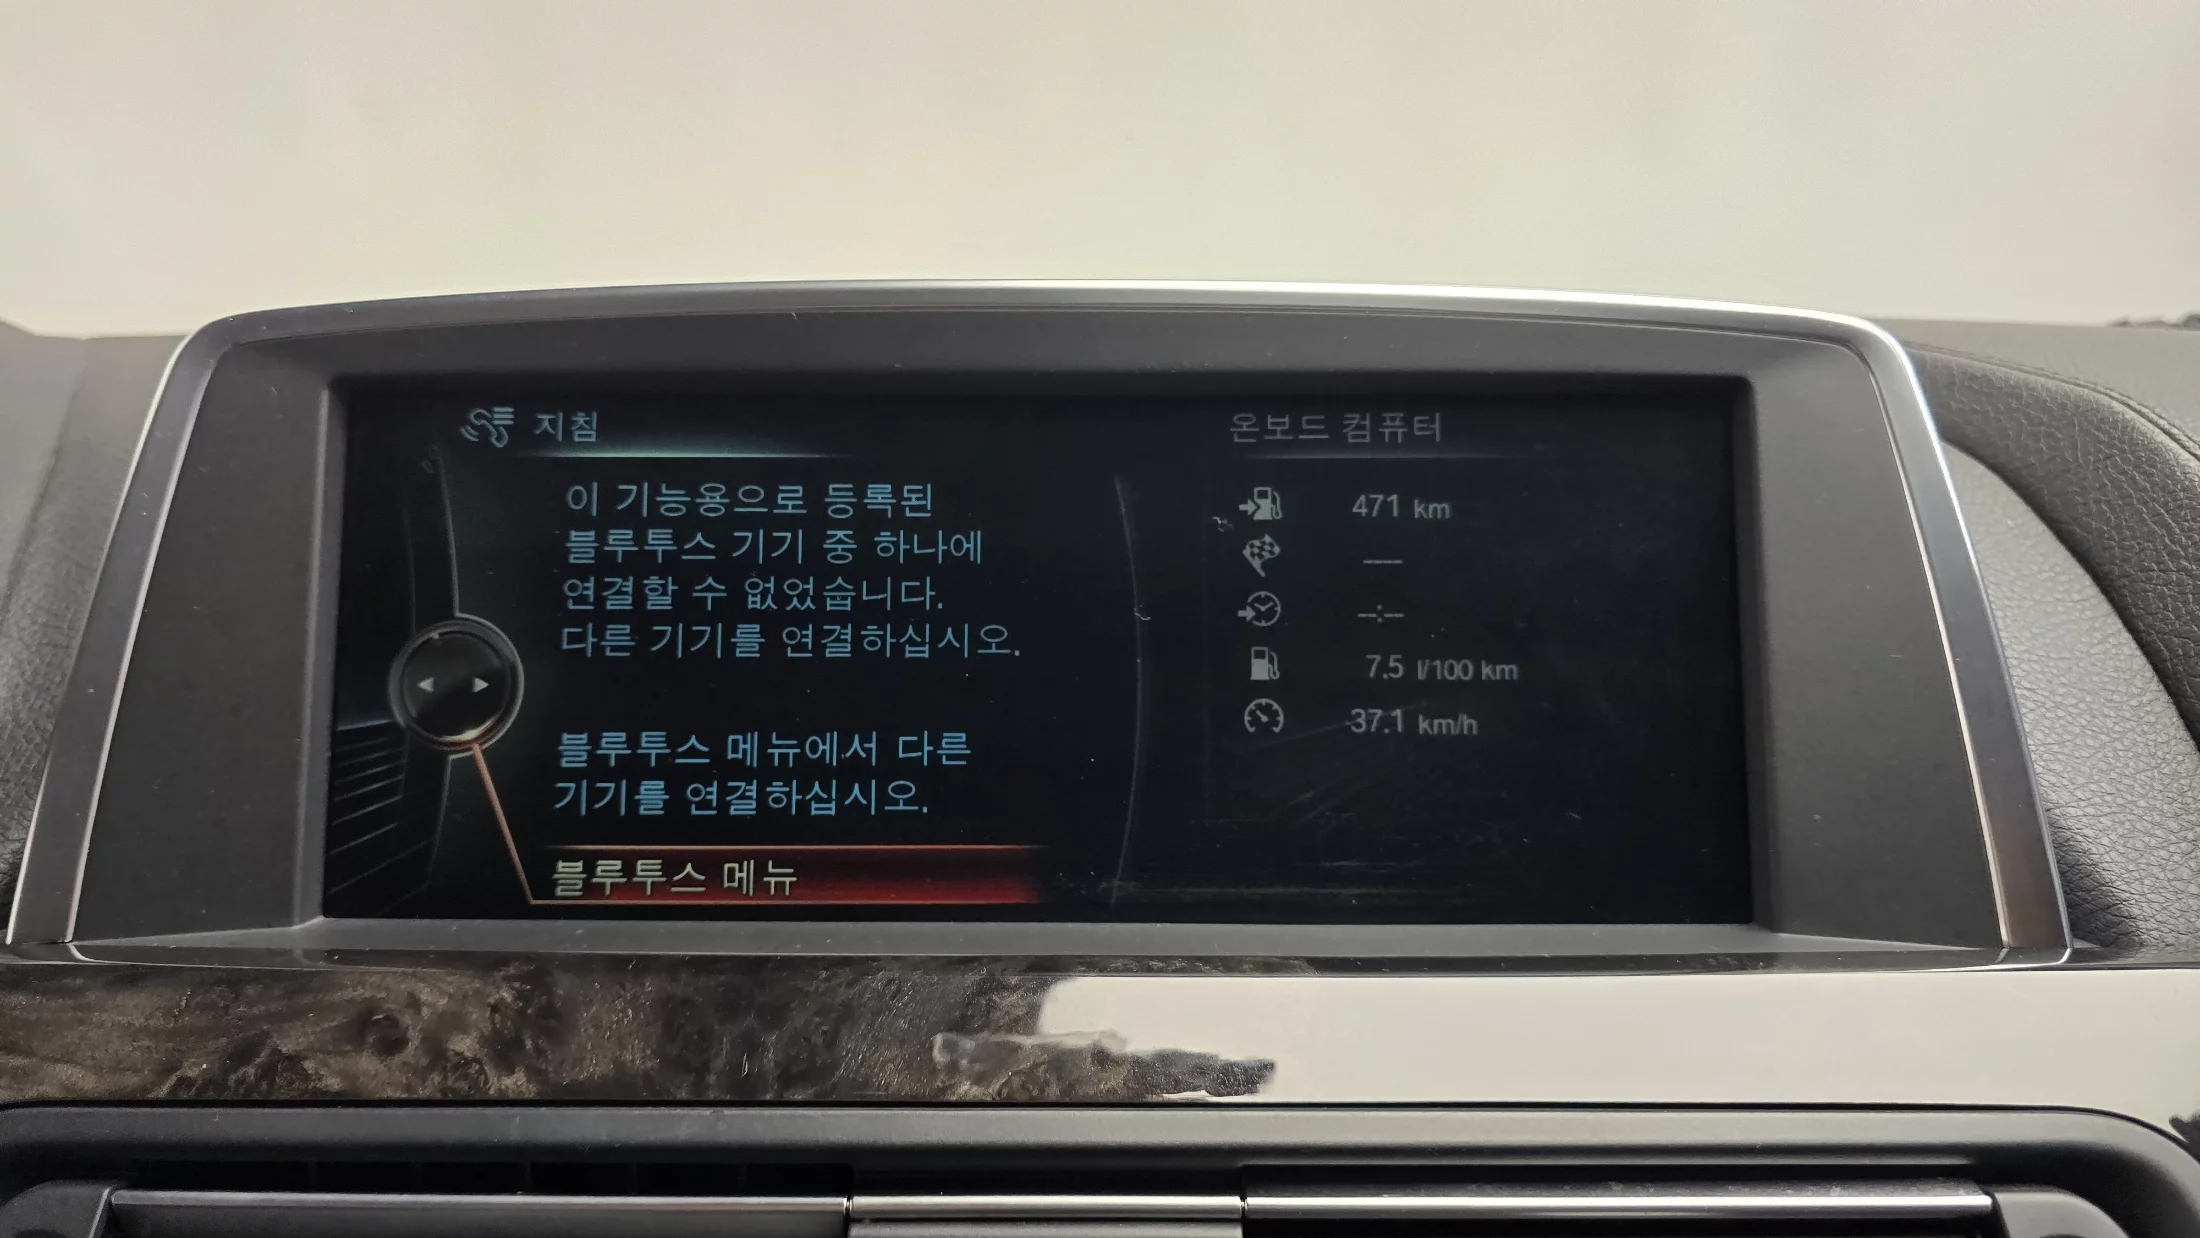 지침
이 기능용으로 등록된
블루투스 기기 중 하나에
연결할 수 없었습니다.
다른 기기를 연결하십시오.
블루투스 메뉴에서 다른
기기를 연결하십시오.
블루투스 메뉴
온보드 컴퓨터
471 km
----
--:--
7.5 l/100 km
37.1 km/h